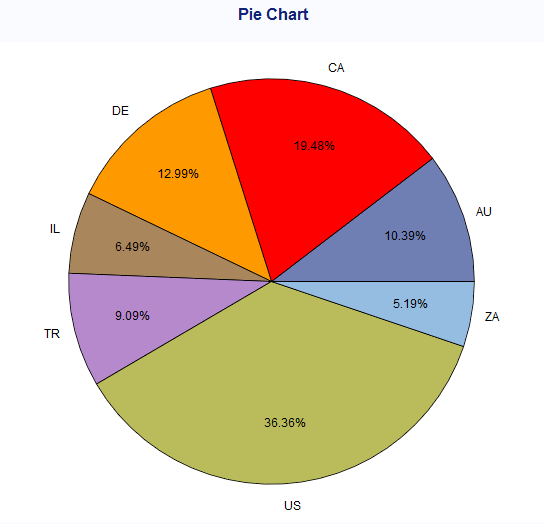 Pie Chart
CA
DE
19.48%
12.99%
AU
IL
10.39%
6.49%
5.19%
9.09%
ZA
TR
36.36%
US